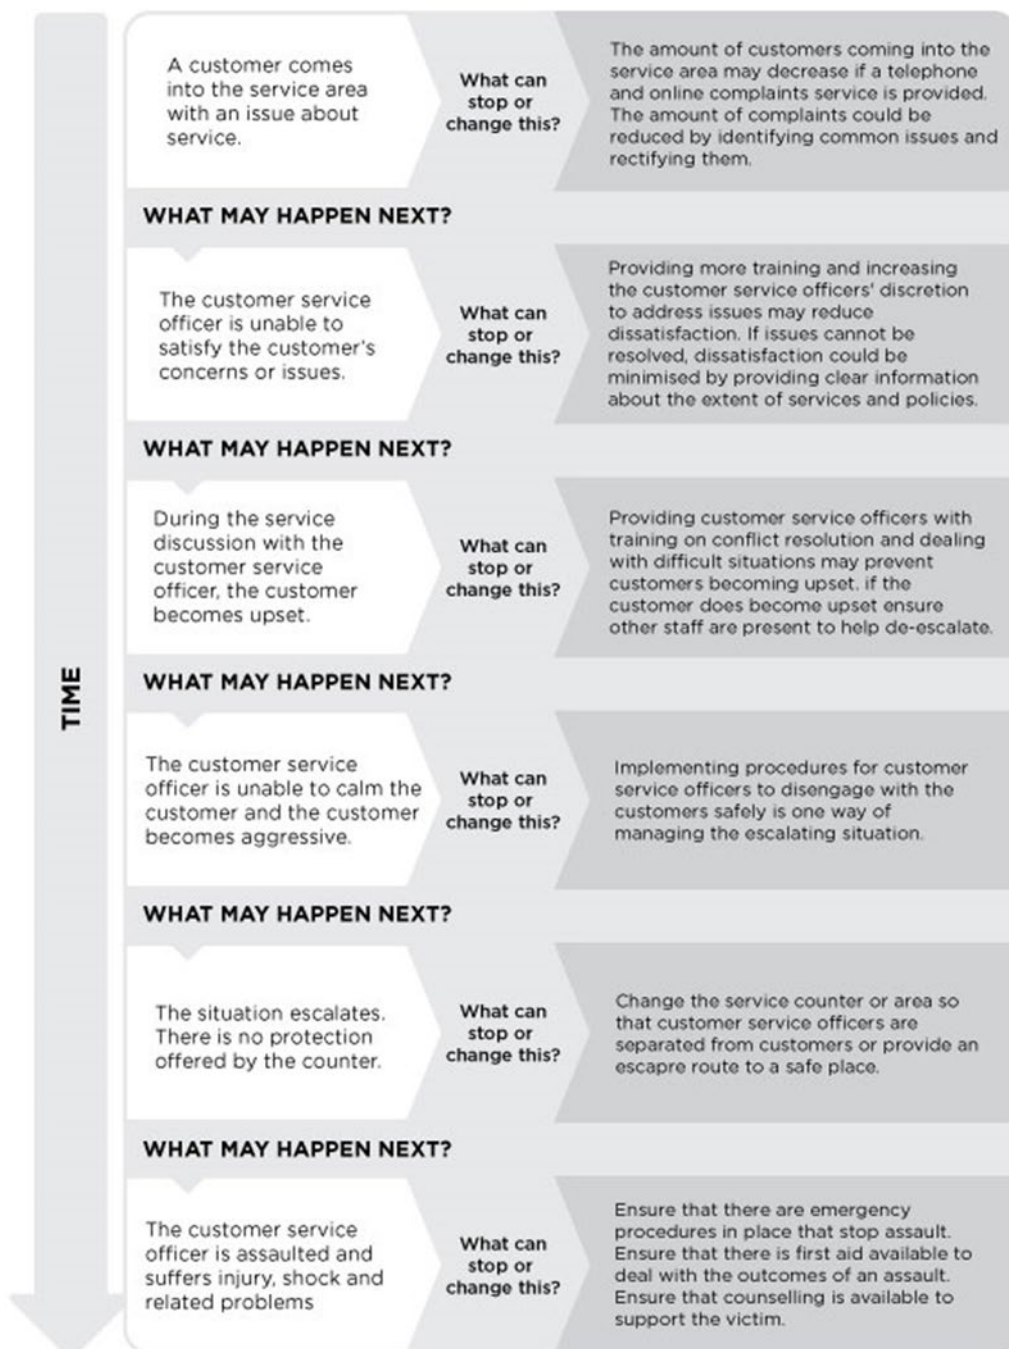 A customer comes
into the service area
with an issue about
service.
What can
stop or
change this?
The amount of customers coming into the
service area may decrease if a telephone
and online complaints service is provided.
The amount of complaints could be
reduced by identifying common issues and
rectifying them.
WHAT MAY HAPPEN NEXT?
The customer service
officer is unable to
satisfy the customer's
concerns or issues.
What can
stop or
change this?
Providing more training and increasing
the customer service officers' discretion
to address issues may reduce
dissatisfaction. If issues cannot be
resolved, dissatisfaction could be
minimised by providing clear information
about the extent of services and policies.
WHAT MAY HAPPEN NEXT?
During the service
discussion with the
customer service
officer, the customer
becomes upset.
What can
stop or
change this?
Providing customer service officers with
training on conflict resolution and dealing
with difficult situations may prevent
customers becoming upset. if the
customer does become upset ensure
other staff are present to help de-escalate.
WHAT MAY HAPPEN NEXT?
TIME
The customer service
officer is unable to calm the
customer and the customer
becomes aggressive.
What can
stop or
change this?
Implementing procedures for customer
service officers to disengage with the
customers safely is one way of
managing the escalating situation.
WHAT MAY HAPPEN NEXT?
The situation escalates.
There is no protection
offered by the counter.
What can
stop or
change this?
Change the service counter or area so
that customer service officers are
separated from customers or provide an
escapre route to a safe place.
WHAT MAY HAPPEN NEXT?
The customer service
officer is assaulted and
suffers injury, shock and
related problems
What can
stop or
change this?
Ensure that there are emergency
procedures in place that stop assault.
Ensure that there is first aid available to
deal with the outcomes of an assault.
Ensure that counselling is available to
support the victim.